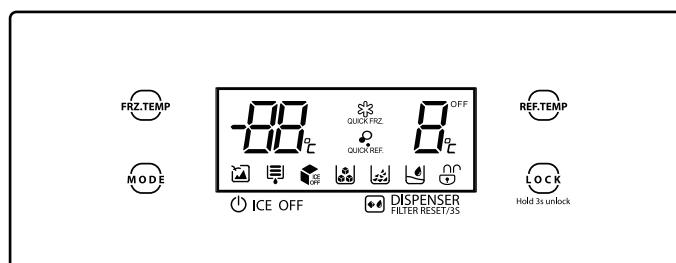 FRZ.TEMP
-88°C
QUICK FRZ.
QUICK REF.
8°C OFF
REF.TEMP
MODE
ICE OFF
LOCK
Hold 3s unlock
ICE OFF
DISPENSER
FILTER RESET/3S